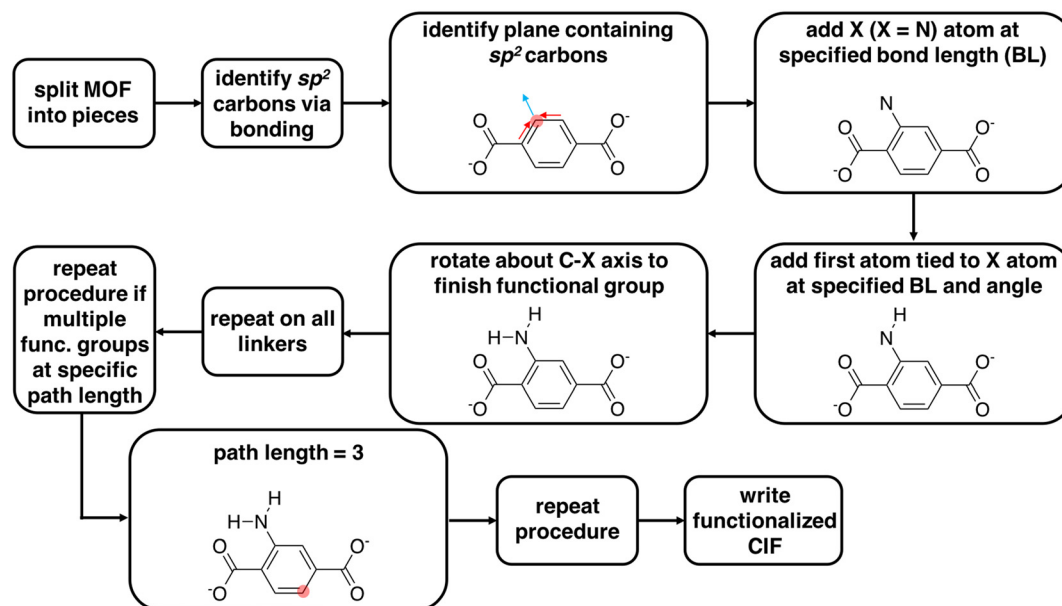 split MOF
into pieces
identify sp²
carbons via
bonding
identify plane containing
sp² carbons
O
⁻O
O⁻
O
add X (X = N) atom at
specified bond length (BL)
N
O
⁻O
O⁻
O
add first atom tied to X atom
at specified BL and angle
H
N
O
⁻O
O⁻
O
rotate about C-X axis to
finish functional group
H
H-N
O
⁻O
O⁻
O
repeat on all
linkers
repeat
procedure if
multiple
func. groups
at specific
path length
path length = 3
H
H-N
O
⁻O
O⁻
O
repeat
procedure
write
functionalized
CIF